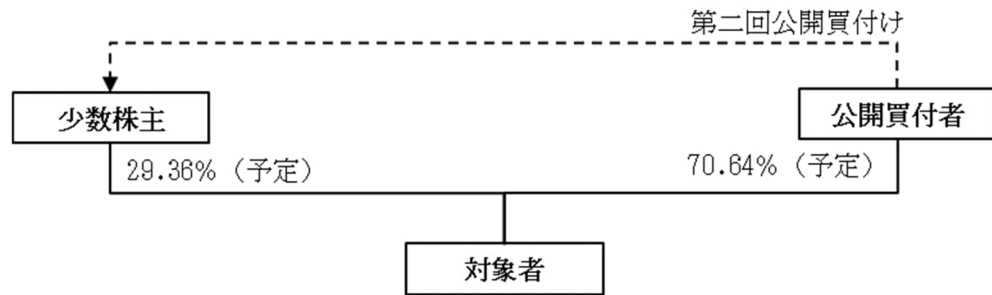 第二回公開買付け
少数株主
公開買付者
29.36%（予定）
70.64%（予定）
対象者